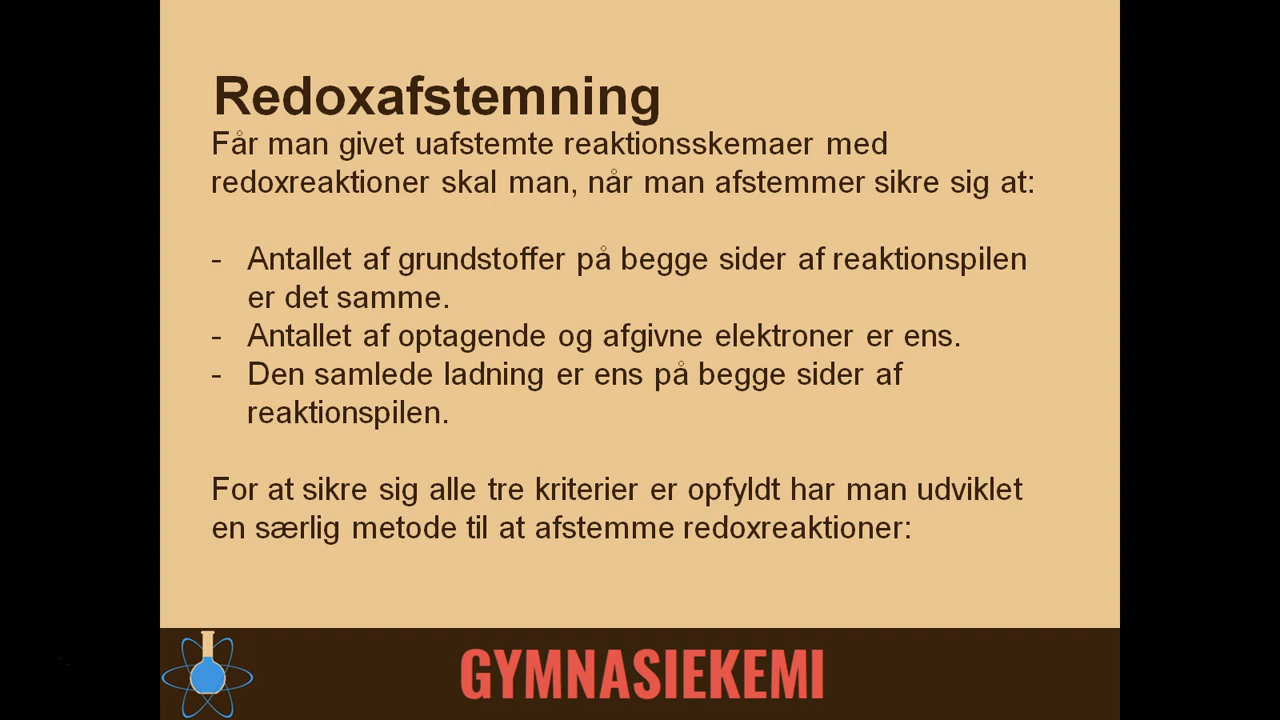 Redoxafstemning
Får man givet uafstemte reaktionsskemaer med
redoxreaktioner skal man, når man afstemmer sikre sig at:
- Antallet af grundstoffer på begge sider af reaktionspilen
er det samme.
- Antallet af optagende og afgivne elektroner er ens.
- Den samlede ladning er ens på begge sider af
reaktionspilen.
For at sikre sig alle tre kriterier er opfyldt har man udviklet
en særlig metode til at afstemme redoxreaktioner:
GYMNASIEKEMI